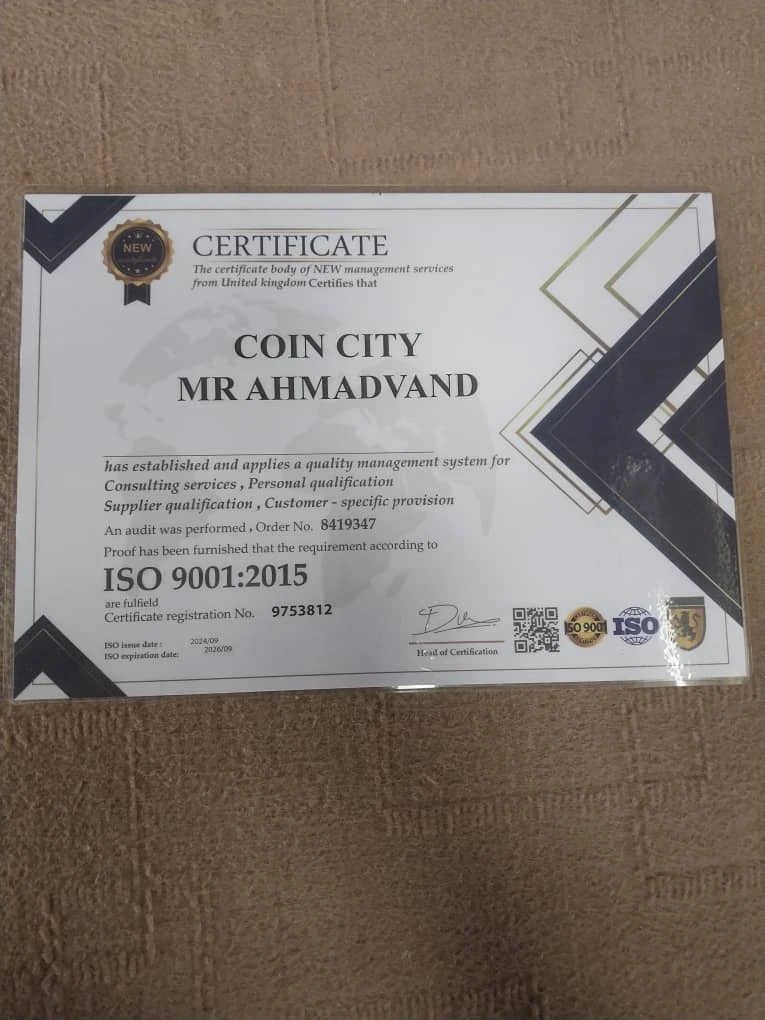 NEW
CERTIFICATE
The certificate body of NEW management services
from United kingdom Certifies that
COIN CITY
MR AHMADVAND
has established and applies a quality management system for
Consulting services , Personal qualification
Supplier qualification , Customer - specific provision
An audit was performed , Order No. 8419347
Proof has been furnished that the requirement according to
ISO 9001:2015
are fulfield
Certificate registration No. 9753812
ISO issue date : 2024/09
ISO expiration date: 2026/09
Head of Certification
ISO 9001
ISO